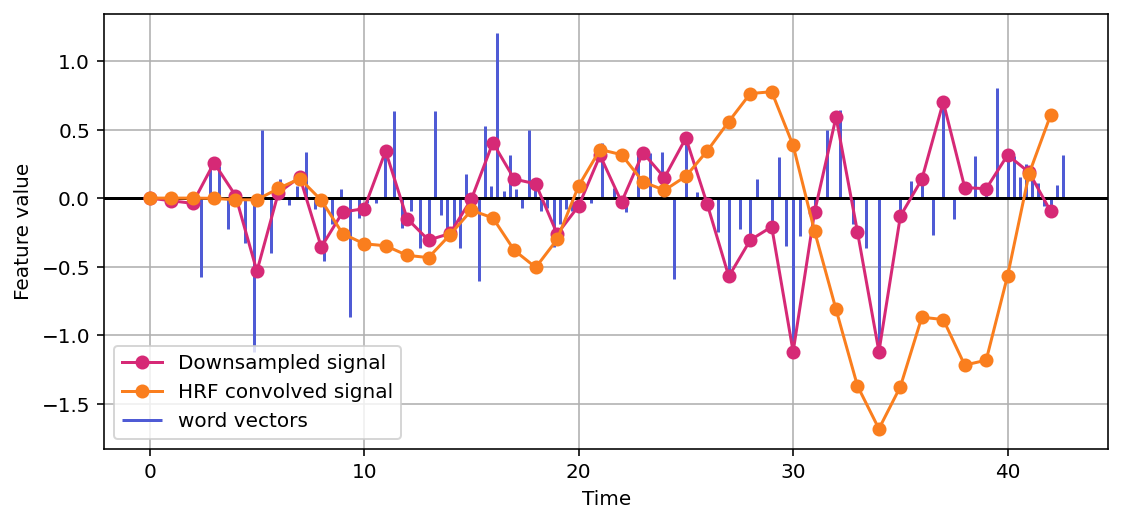 1.0
0.5
0.0
−0.5
−1.0
−1.5
Feature value
Downsampled signal
HRF convolved signal
word vectors
0 10 20 30 40
Time